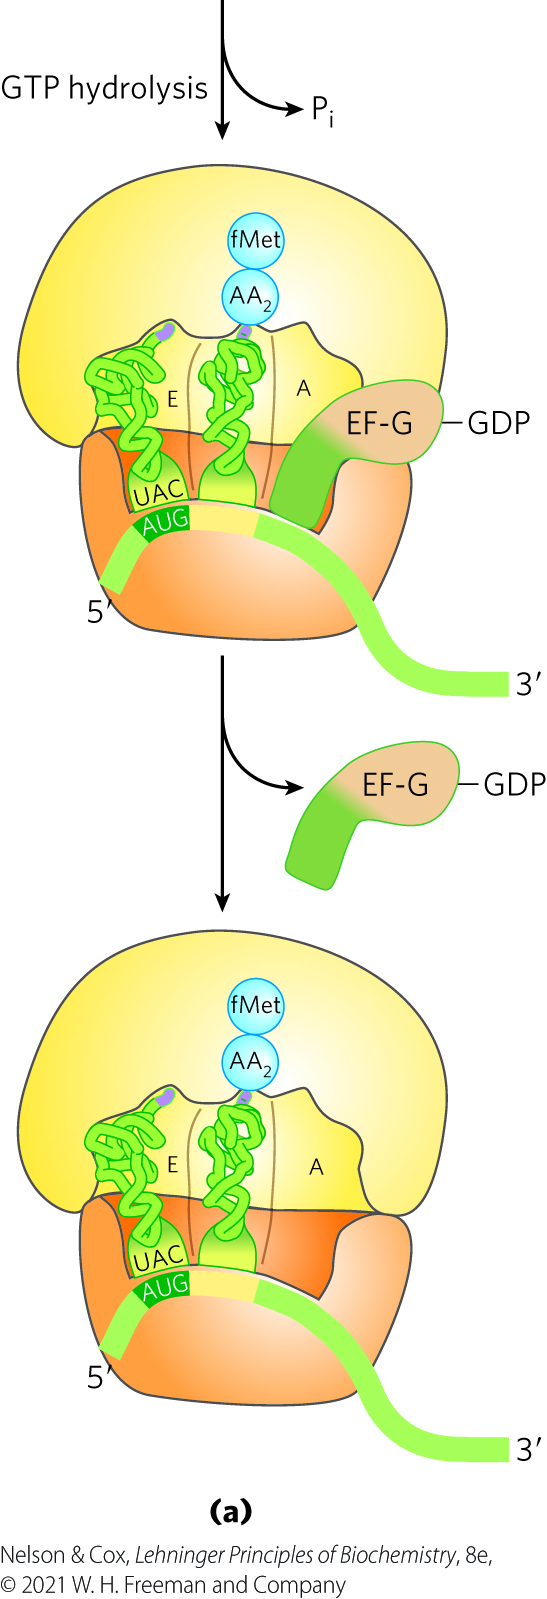 GTP hydrolysis
Pi
fMet
AA2
E
A
EF-G
GDP
UAC
AUG
5′
3′
EF-G
GDP
fMet
AA2
E
A
UAC
AUG
5′
3′
(a)
Nelson & Cox, Lehninger Principles of Biochemistry, 8e,
© 2021 W. H. Freeman and Company